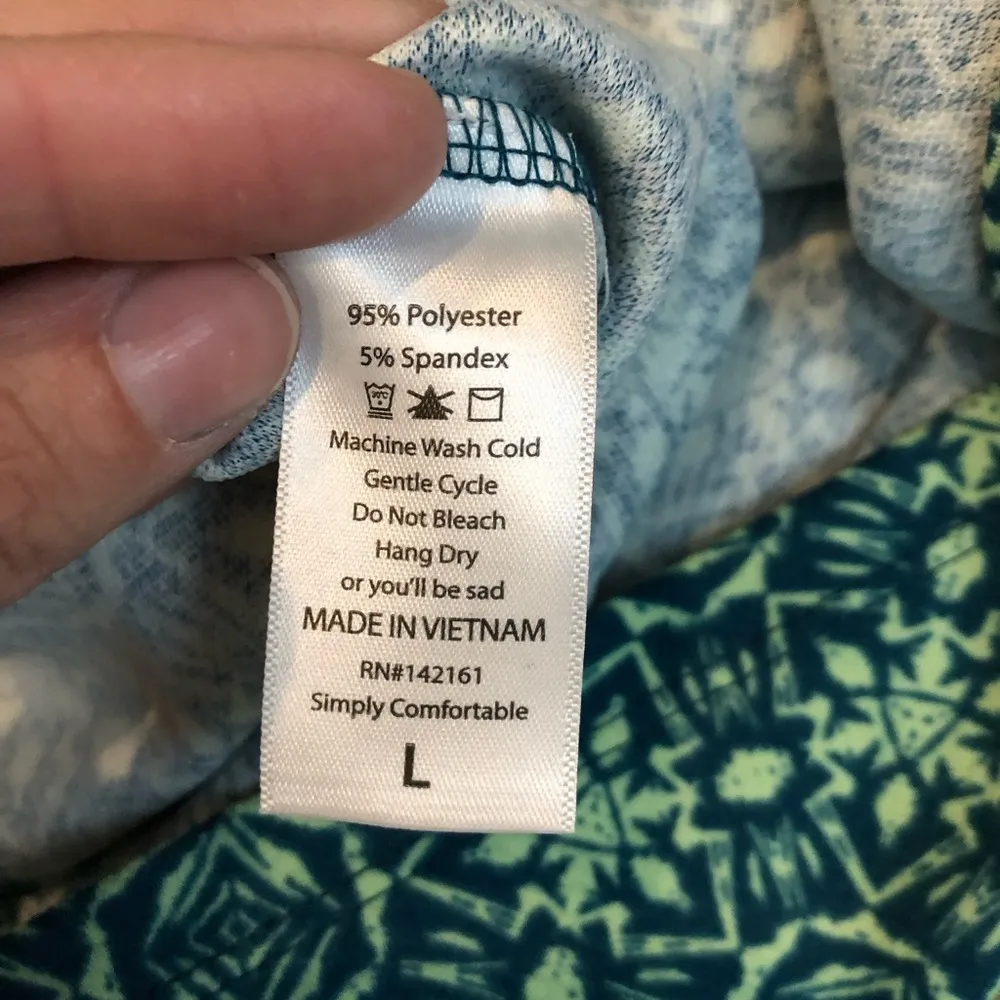 95% Polyester
5% Spandex
30°C
Machine Wash Cold
Gentle Cycle
Do Not Bleach
Hang Dry
or you'll be sad
MADE IN VIETNAM
RN#142161
Simply Comfortable
L